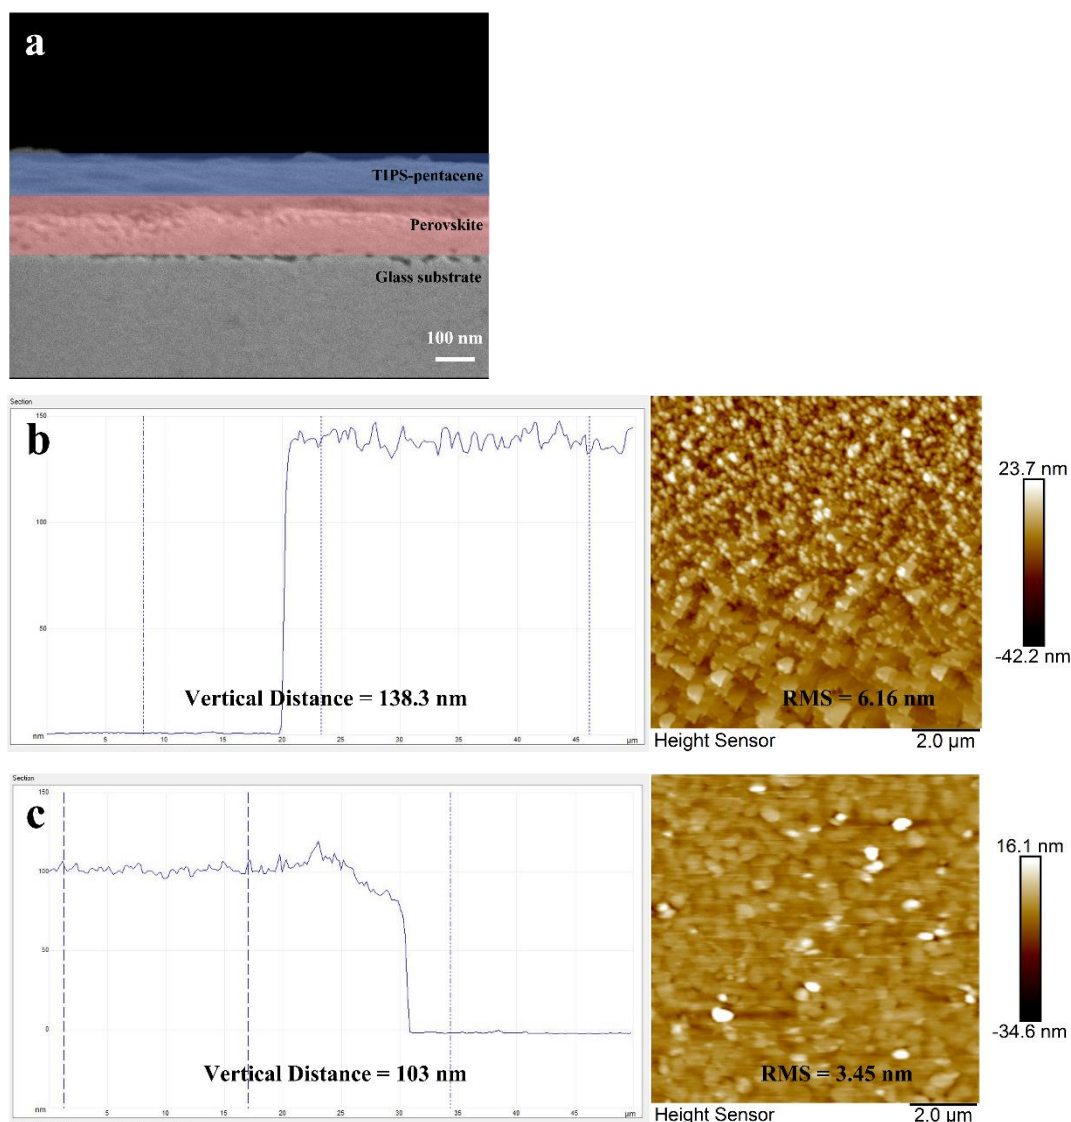 a
TIPS-pentacene
Perovskite
Glass substrate
100 nm
Section
b
150
100
50
nm
5
10
15
20
25
30
35
40
45
µm
Vertical Distance = 138.3 nm
RMS = 6.16 nm
23.7 nm
-42.2 nm
Height Sensor
2.0 µm
Section
c
150
100
50
0
nm
5
10
15
20
25
30
35
40
45
µm
Vertical Distance = 103 nm
RMS = 3.45 nm
16.1 nm
-34.6 nm
Height Sensor
2.0 µm